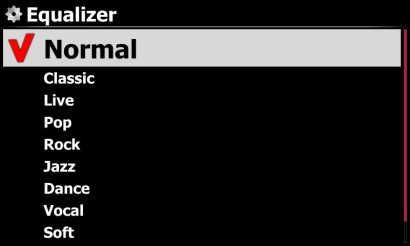 Equalizer
Normal
Classic
Live
Pop
Rock
Jazz
Dance
Vocal
Soft